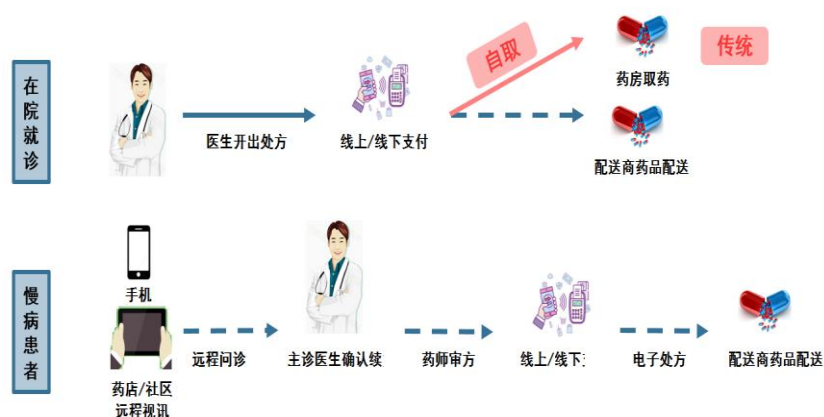 在院就诊
医生开出处方
线上/线下支付
自取
药房取药
传统
配送商药品配送
慢病患者
手机
药店/社区
远程视讯
远程问诊
主诊医生确认续
药师审方
线上/线下
电子处方
配送商药品配送